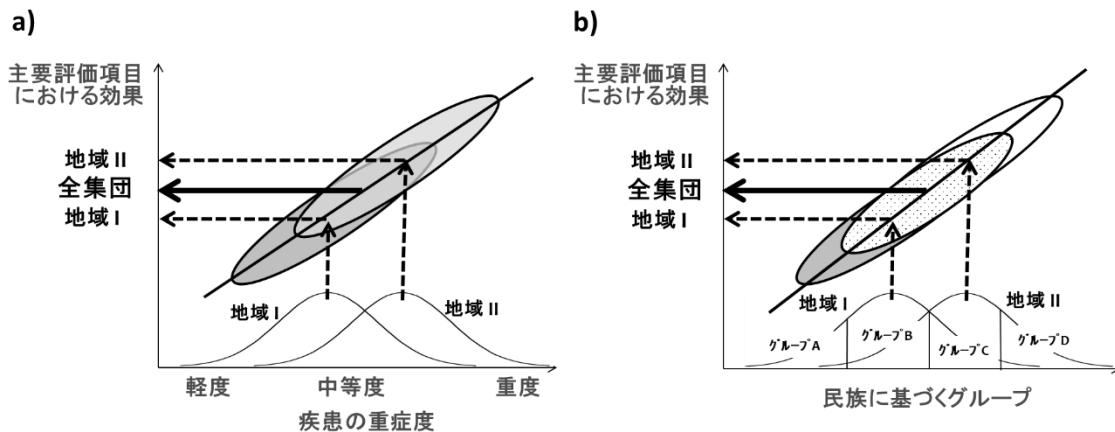 a)
主要評価項目
における効果
地域 II
全集団
地域 I
地域 I
地域 II
軽度
中等度
重度
疾患の重症度
b)
主要評価項目
における効果
地域 II
全集団
地域 I
地域 I
地域 II
ｸﾞﾙｰﾌﾟA
ｸﾞﾙｰﾌﾟB
ｸﾞﾙｰﾌﾟC
ｸﾞﾙｰﾌﾟD
民族に基づくグループ